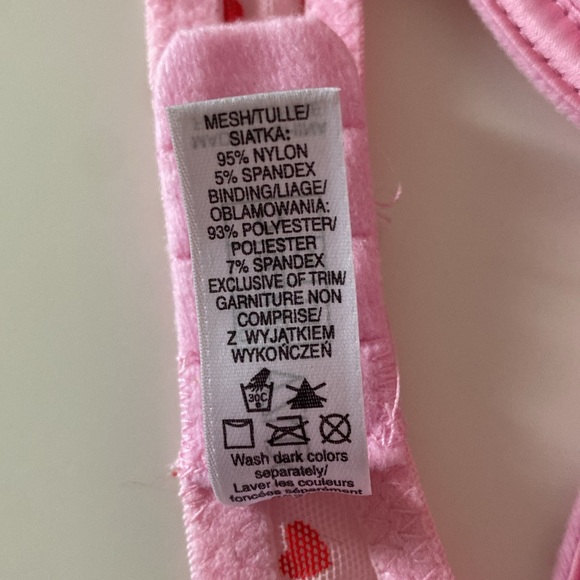 MESH/TULLE/
SIATKA:
95% NYLON
5% SPANDEX
BINDING/LIAGE/
OBLAMOWANIA:
93% POLYESTER/
POLIESTER
7% SPANDEX
EXCLUSIVE OF TRIM/
GARNITURE NON
COMPRISE/
Z WYJĄTKIEM
WYKOŃCZEŃ
30C
Wash dark colors
separately/
Laver les couleurs
foncées séparément